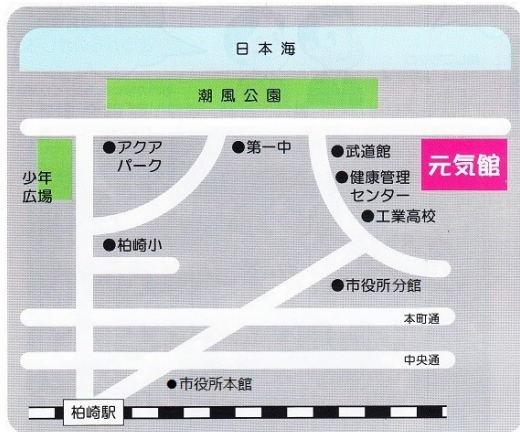 日本海
潮風公園
●アクア
パーク
●第一中
●武道館
元気館
少年
広場
●健康管理
センター
●工業高校
●柏崎小
●市役所分館
本町通
中央通
●市役所本館
柏崎駅